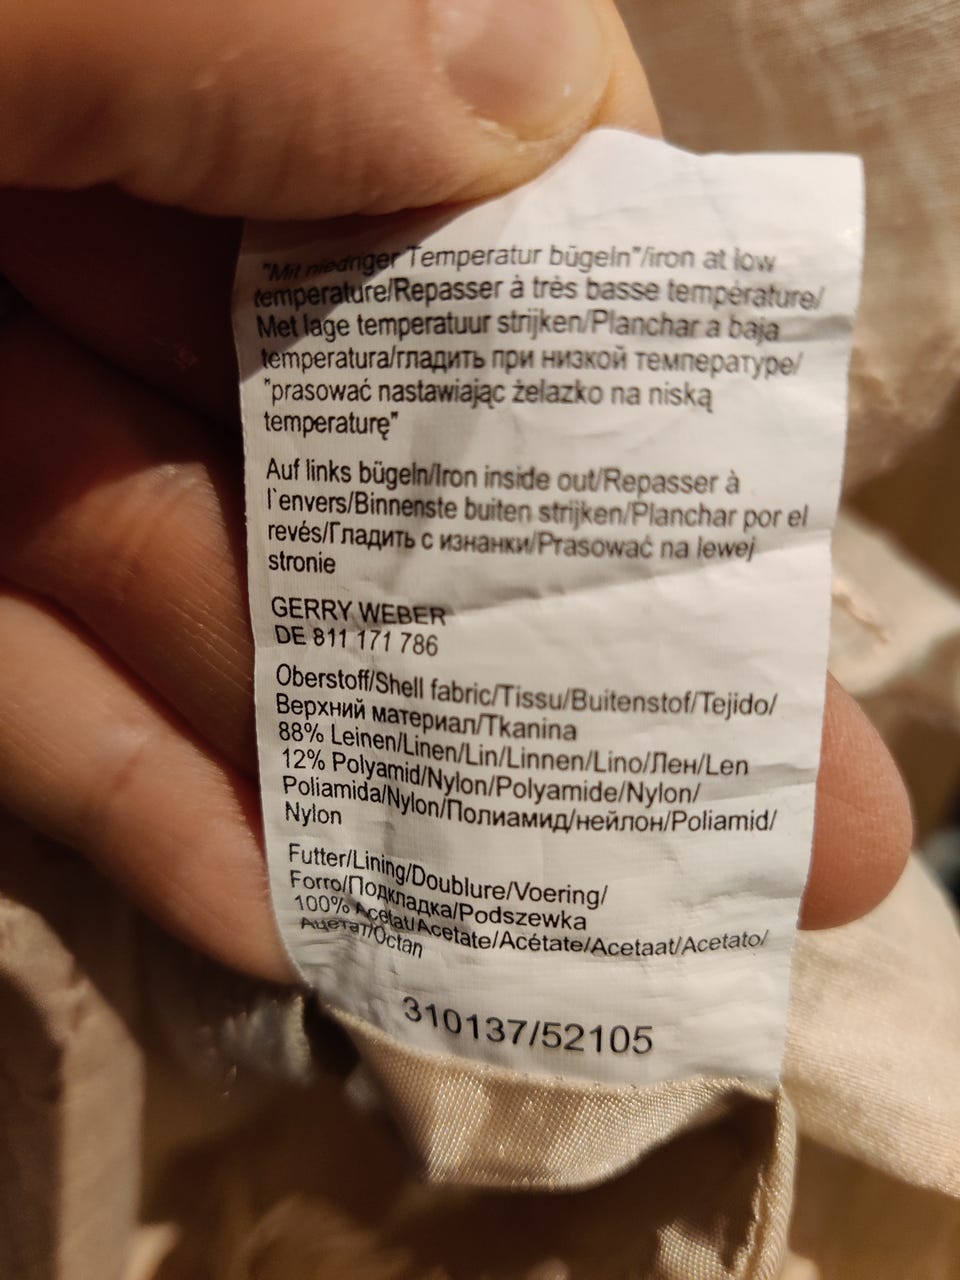 "Mit niedriger Temperatur bügeln"/iron at low
temperature/Repasser à très basse température/
Met lage temperatuur strijken/Planchar a baja
temperatura/гладить при низкой температуре/
"prasować nastawiając żelazko na niską
temperaturę"
Auf links bügeln/Iron inside out/Repasser à
l`envers/Binnenste buiten strijken/Planchar por el
revés/Гладить с изнанки/Prasować na lewej
stronie
GERRY WEBER
DE 811 171 786
Oberstoff/Shell fabric/Tissu/Buitenstof/Tejido/
Верхний материал/Tkanina
88% Leinen/Linen/Lin/Linnen/Lino/Лен/Len
12% Polyamid/Nylon/Polyamide/Nylon/
Poliamida/Nylon/Полиамид/нейлон/Poliamid/
Nylon
Futter/Lining/Doublure/Voering/
Forro/Подкладка/Podszewka
100% Acetat/Acetate/Acétate/Acetaat/Acetato/
Ацетат/Octan
310137/52105